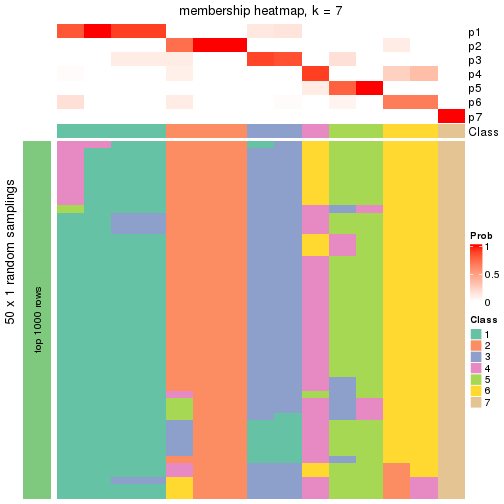 membership heatmap, k = 7
p1
p2
p3
p4
p5
p6
p7
Class
50 x 1 random samplings
top 1000 rows
Prob
1
0.5
0
Class
1
2
3
4
5
6
7